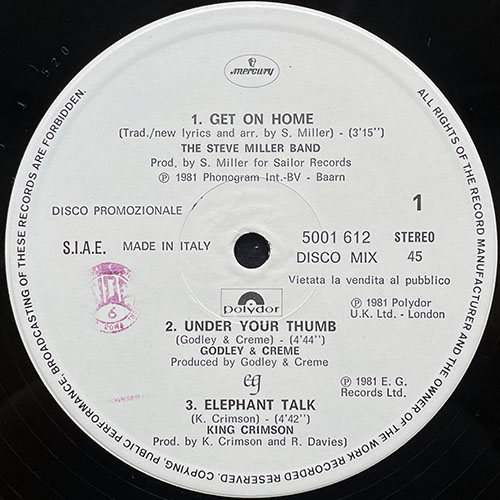 520
mercury
1. GET ON HOME
(Trad./new lyrics and arr. by S. Miller) - (3'15'')
THE STEVE MILLER BAND
Prod. by S. Miller for Sailor Records
℗ 1981 Phonogram Int.-BV - Baarn
DISCO PROMOZIONALE
1
S.I.A.E. MADE IN ITALY
5001 612 STEREO
DISCO MIX 45
Vietata la vendita al pubblico
6
ROMA
polydor
℗ 1981 Polydor
U.K. Ltd. - London
2. UNDER YOUR THUMB
(Godley & Creme) - (4'44'')
GODLEY & CREME
Produced by Godley & Creme
eg
℗ 1981 E. G.
Records Ltd.
3. ELEPHANT TALK
(K. Crimson) - (4'42'')
KING CRIMSON
Prod. by K. Crimson and R. Davies)
ALL RIGHTS OF THE RECORD MANUFACTURER AND THE OWNER OF THE WORK RECORDED RESERVED. COPYING, PUBLIC PERFORMANCE, BROADCASTING OF THESE RECORDS ARE FORBIDDEN.